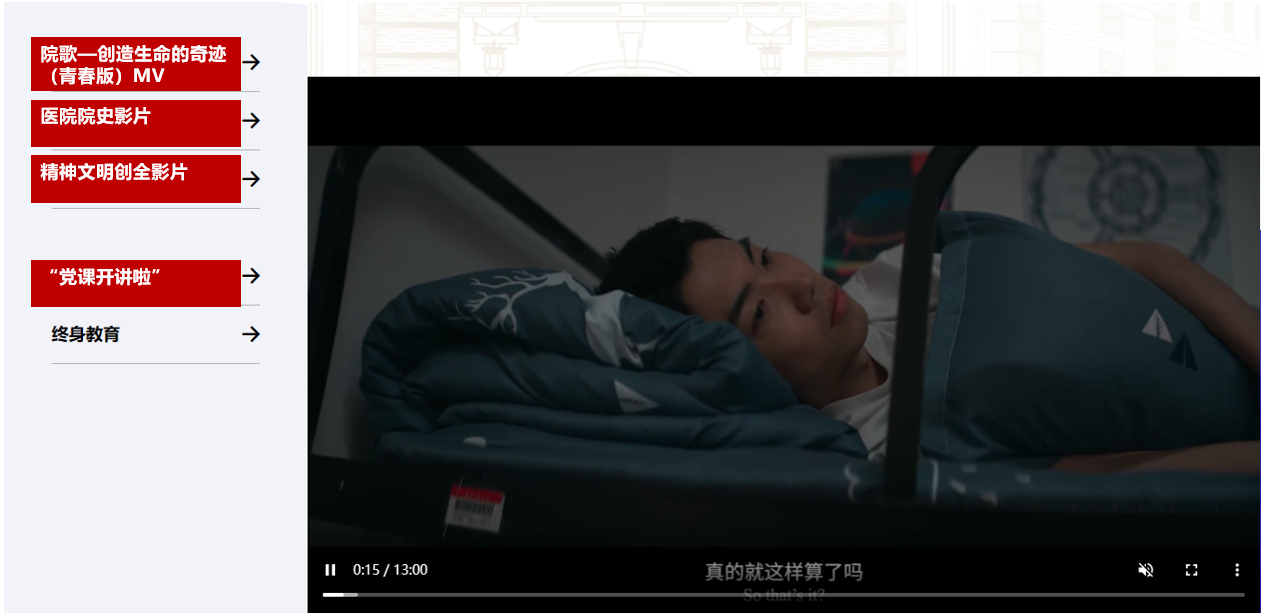 院歌—创造生命的奇迹
（青春版）MV
医院院史影片
精神文明创全影片
“党课开讲啦”
终身教育
0:15 / 13:00
真的就这样算了吗
So that's it?